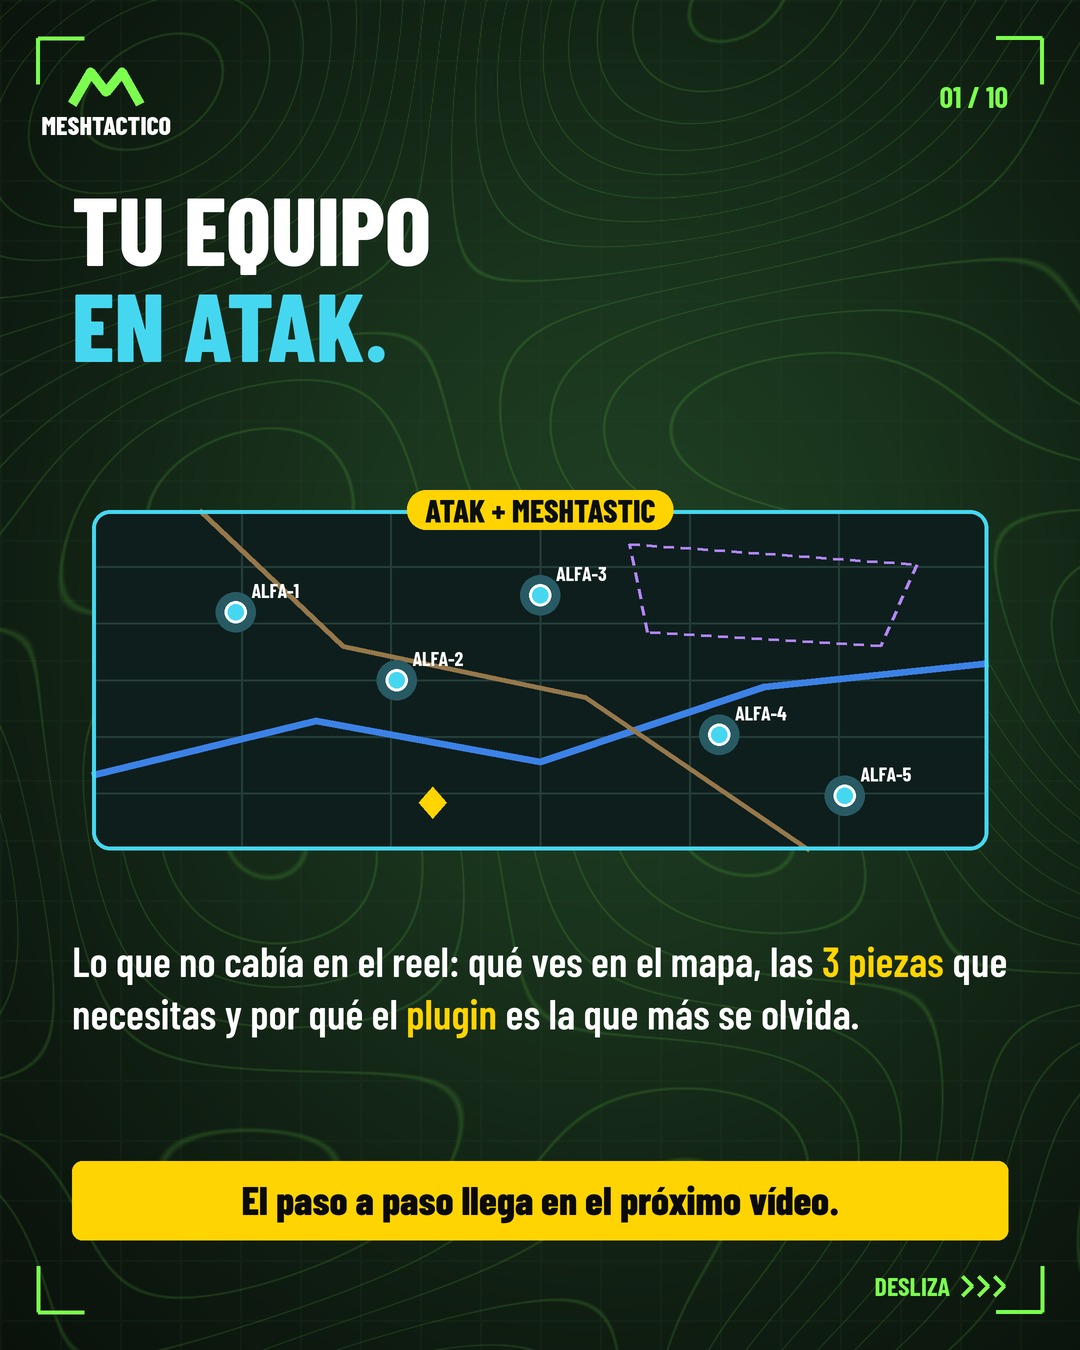 MESHTACTICO
01 / 10
TU EQUIPO
EN ATAK.
ATAK + MESHTASTIC
ALFA-1
ALFA-3
ALFA-2
ALFA-4
ALFA-5
Lo que no cabía en el reel: qué ves en el mapa, las 3 piezas que
necesitas y por qué el plugin es la que más se olvida.
El paso a paso llega en el próximo vídeo.
DESLIZA >>>